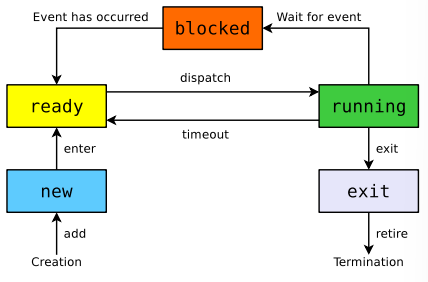 Event has occurred
blocked
Wait for event
ready
dispatch
running
timeout
enter
exit
new
exit
add
retire
Creation
Termination